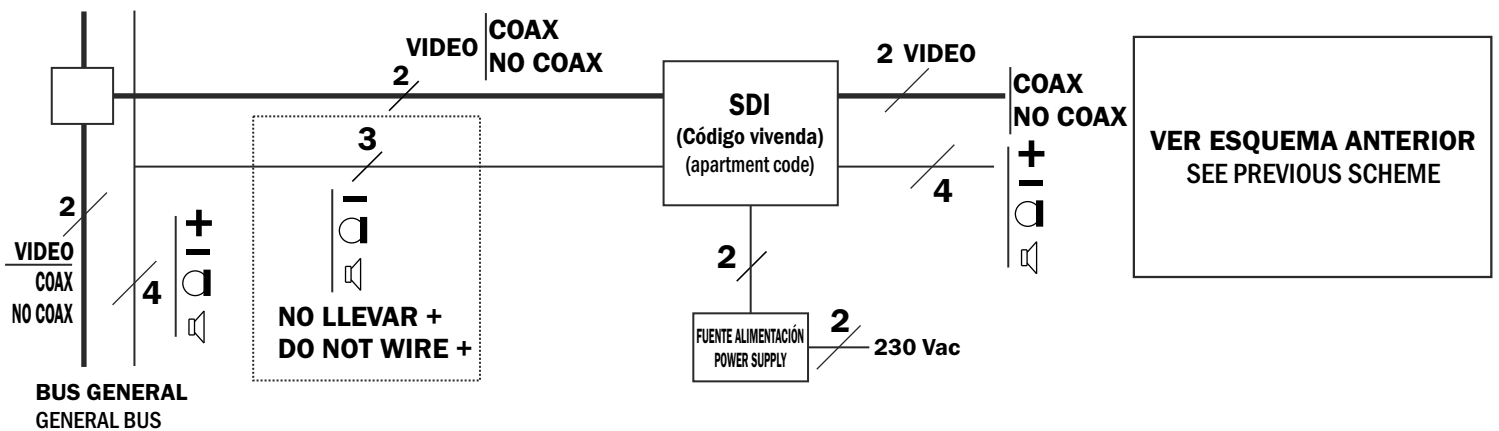 VIDEO
COAX
NO COAX
2
2 VIDEO
COAX
NO COAX
SDI
(Código vivenda)
(apartment code)
VER ESQUEMA ANTERIOR
SEE PREVIOUS SCHEME
3
+
-
4
2
VIDEO
COAX
NO COAX
4
+
-
-
NO LLEVAR +
DO NOT WIRE +
2
FUENTE ALIMENTACIÓN
POWER SUPPLY
2
230 Vac
BUS GENERAL
GENERAL BUS